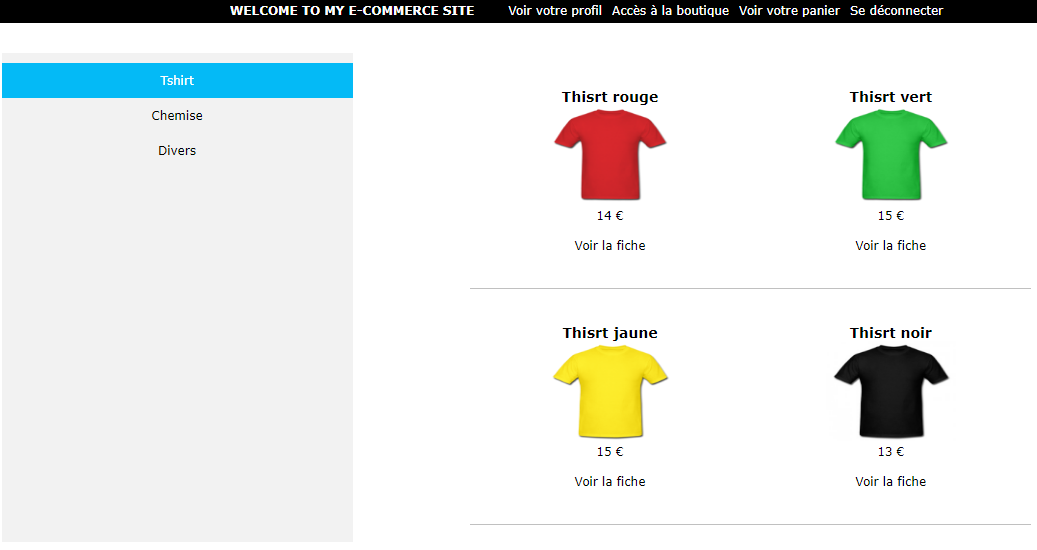 WELCOME TO MY E-COMMERCE SITE Voir votre profil Accès à la boutique Voir votre panier Se déconnecter
Tshirt
Chemise
Divers
Thisrt rouge Thisrt vert
14 € 15 €
Voir la fiche Voir la fiche
Thisrt jaune Thisrt noir
15 € 13 €
Voir la fiche Voir la fiche